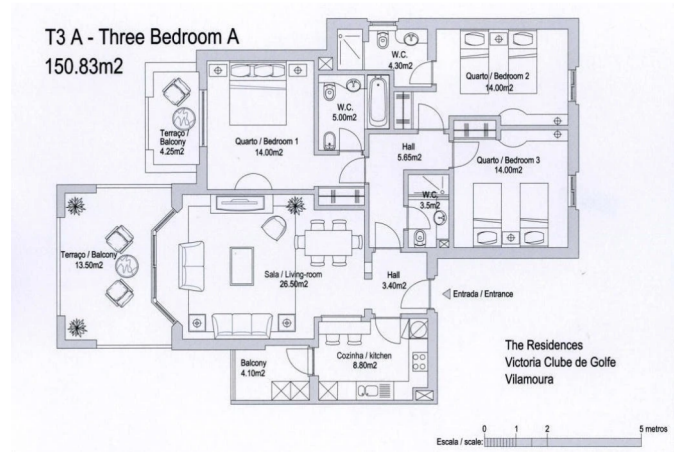 T3 A - Three Bedroom A
150.83m2
W.C.
4.30m2
Quarto / Bedroom 2
14.00m2
W.C.
5.00m2
Terraço /
Balcony
4.25m2
Quarto / Bedroom 1
14.00m2
Hall
5.65m2
Quarto / Bedroom 3
14.00m2
W.C.
3.5m2
Terraço / Balcony
13.50m2
Sala / Living-room
26.50m2
Hall
3.40m2
Entrada / Entrance
Balcony
4.10m2
Cozinha / kitchen
8.80m2
The Residences
Victoria Clube de Golfe
Vilamoura
0 1 2 5 metros
Escala / scale: